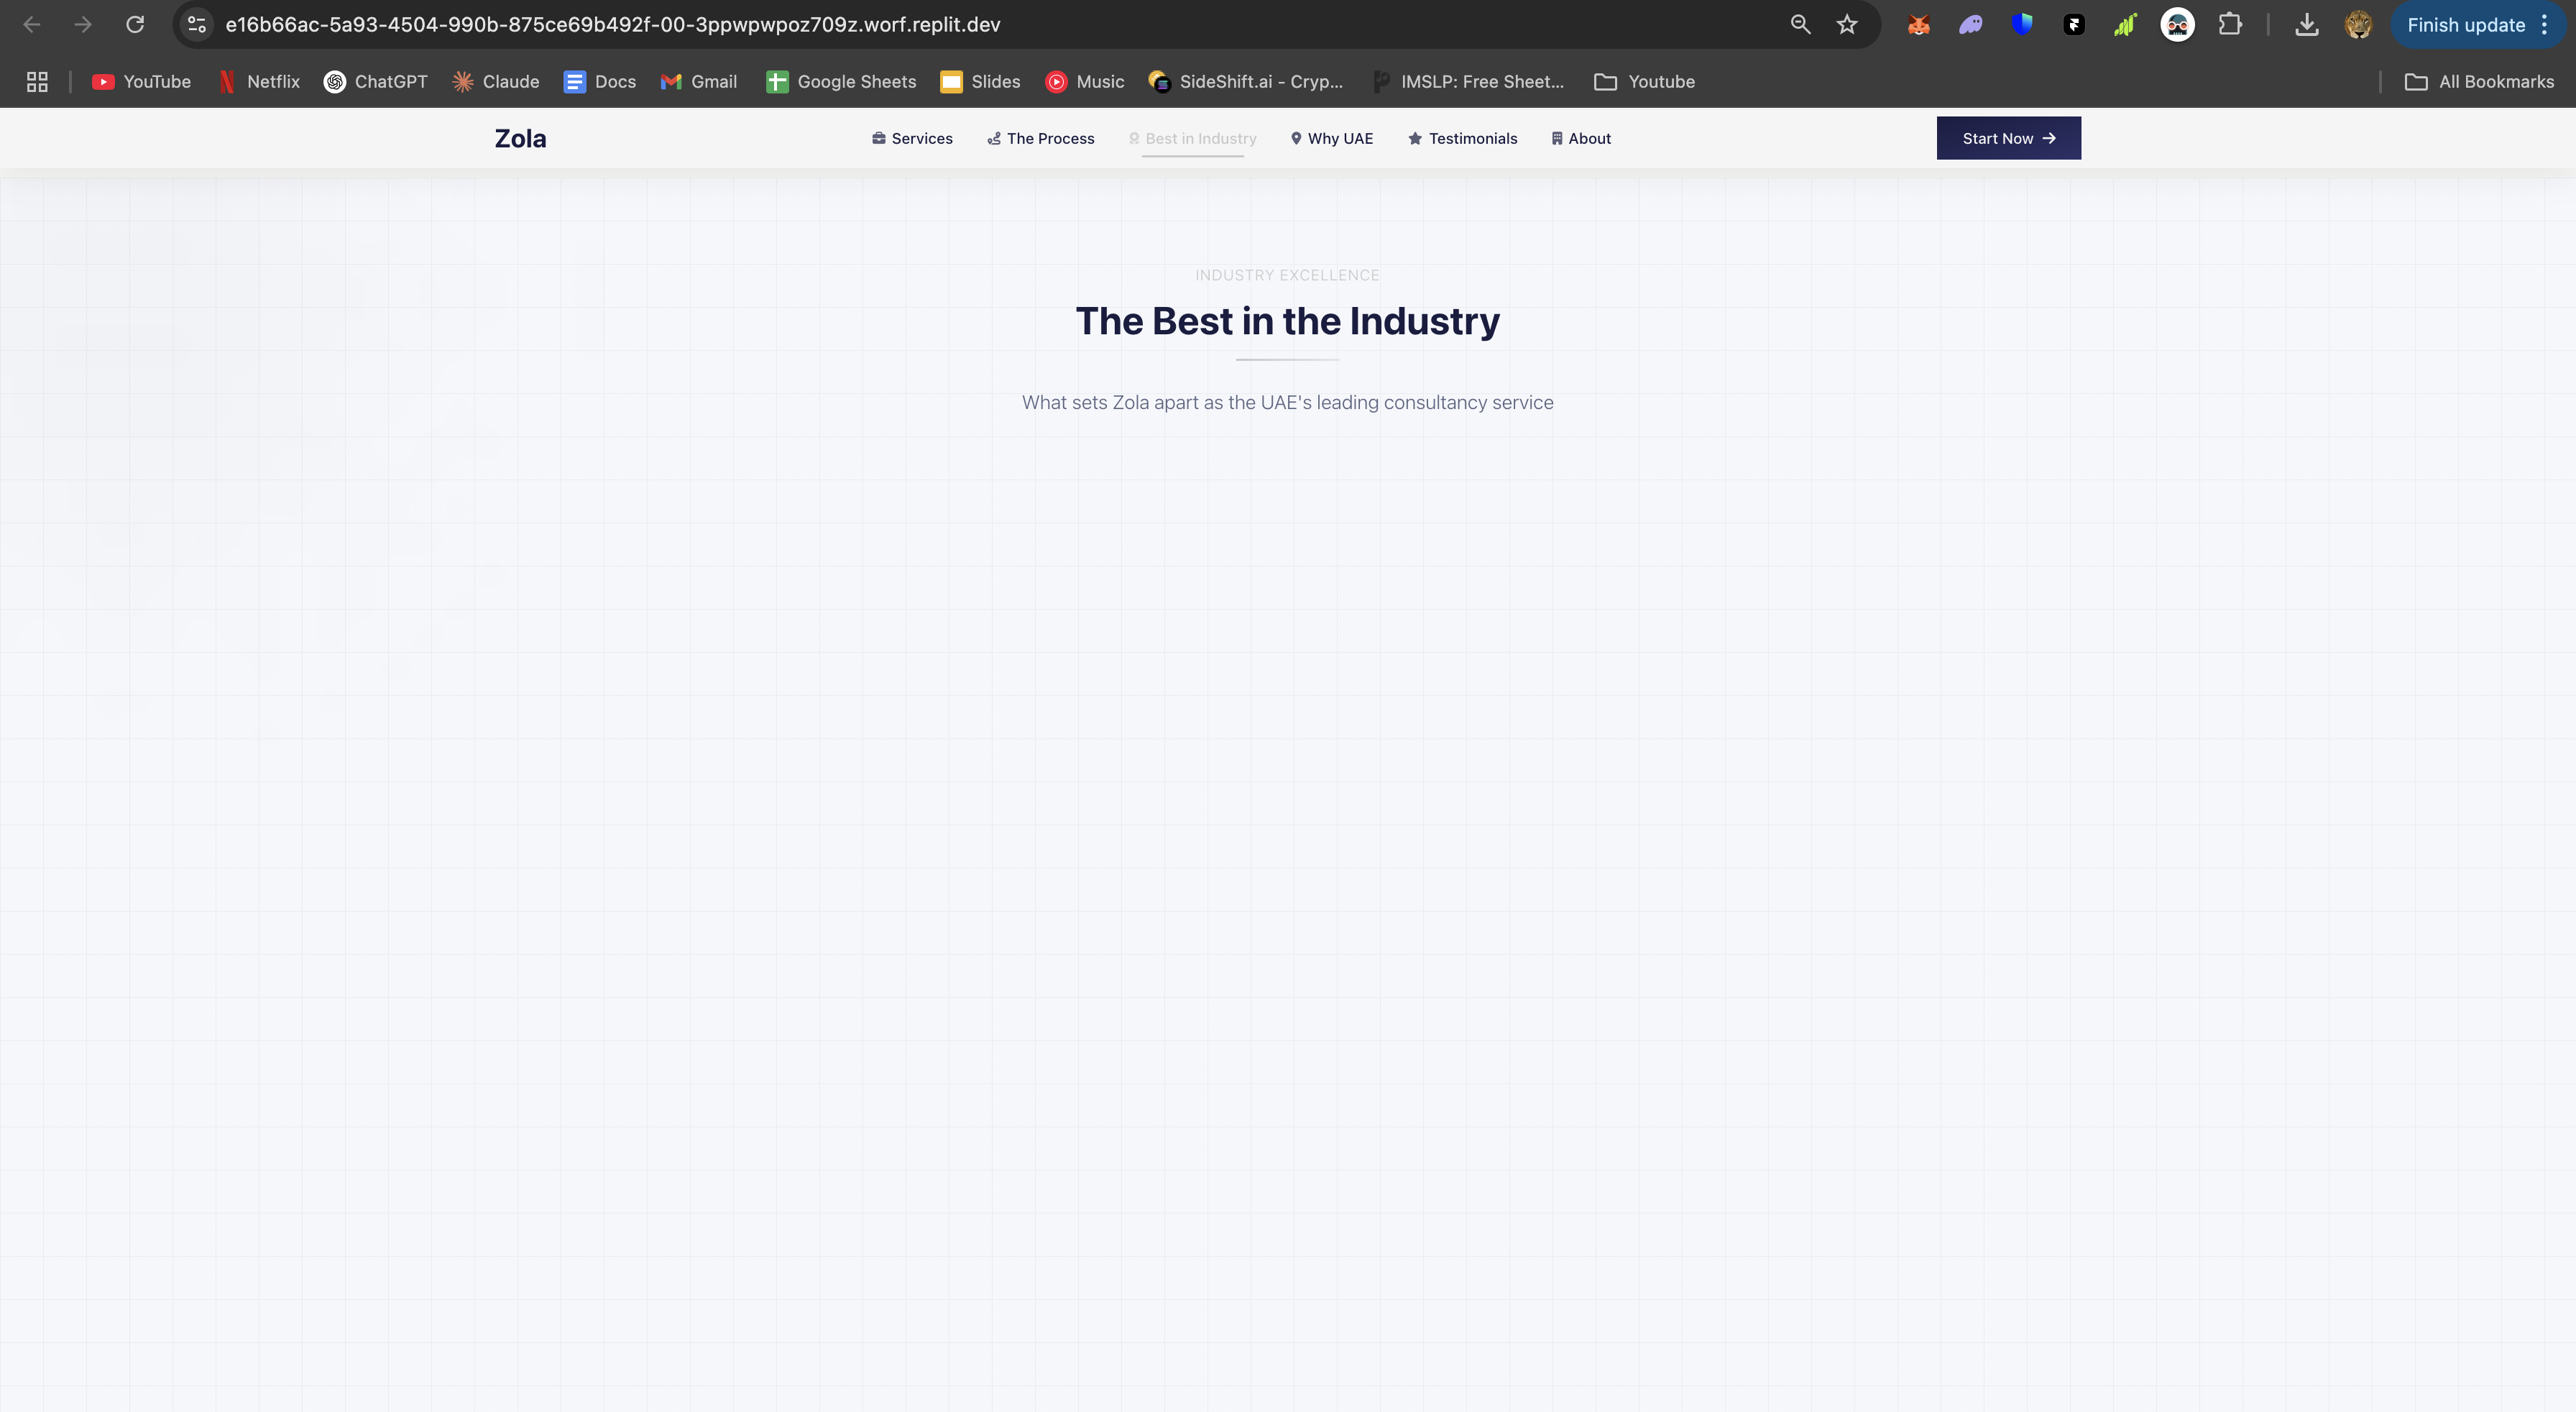 e16b66ac-5a93-4504-990b-875ce69b492f-00-3ppwpwpoz709z.worf.replit.dev
Finish update
YouTube Netflix ChatGPT Claude Docs Gmail Google Sheets Slides Music SideShift.ai - Cryp... IMSLP: Free Sheet... Youtube All Bookmarks
Zola Services The Process Best in Industry Why UAE Testimonials About Start Now →
INDUSTRY EXCELLENCE
The Best in the Industry
What sets Zola apart as the UAE's leading consultancy service